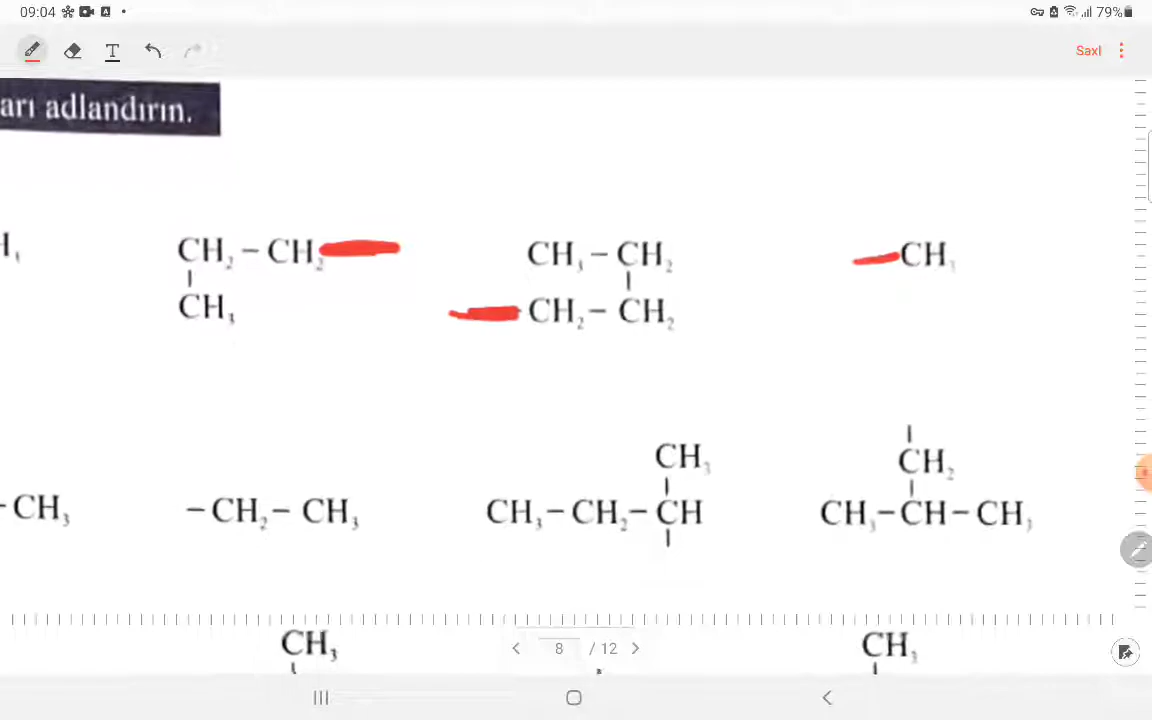 09:04 79%
T Saxl
arı adlandırın.
CH₂ – CH₂ CH₃ – CH₂ CH₃
CH₃ CH₂ – CH₂
CH₃ CH₂
-CH₃ -CH₂– CH₃ CH₃–CH₂–CH CH₃–CH–CH₃
CH₃ CH₃
8 / 12